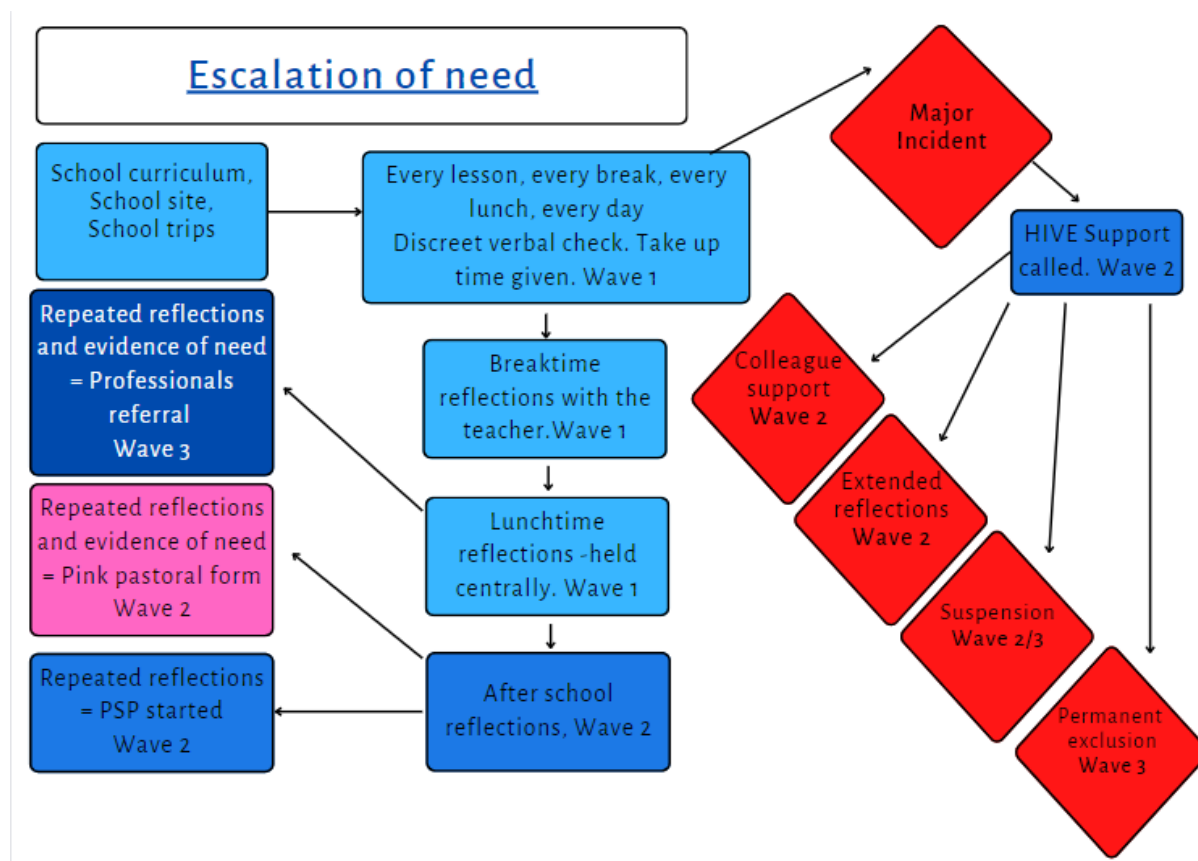 Escalation of need
School curriculum,
School site,
School trips
Every lesson, every break, every
lunch, every day
Discreet verbal check. Take up
time given. Wave 1
Major
Incident
HIVE Support
called. Wave 2
Repeated reflections
and evidence of need
= Professionals
referral
Wave 3
Breaktime
reflections with the
teacher.Wave 1
Colleague
support
Wave 2
Extended
reflections
Wave 2
Repeated reflections
and evidence of need
= Pink pastoral form
Wave 2
Lunchtime
reflections -held
centrally. Wave 1
Suspension
Wave 2/3
Repeated reflections
= PSP started
Wave 2
After school
reflections, Wave 2
Permanent
exclusion
Wave 3